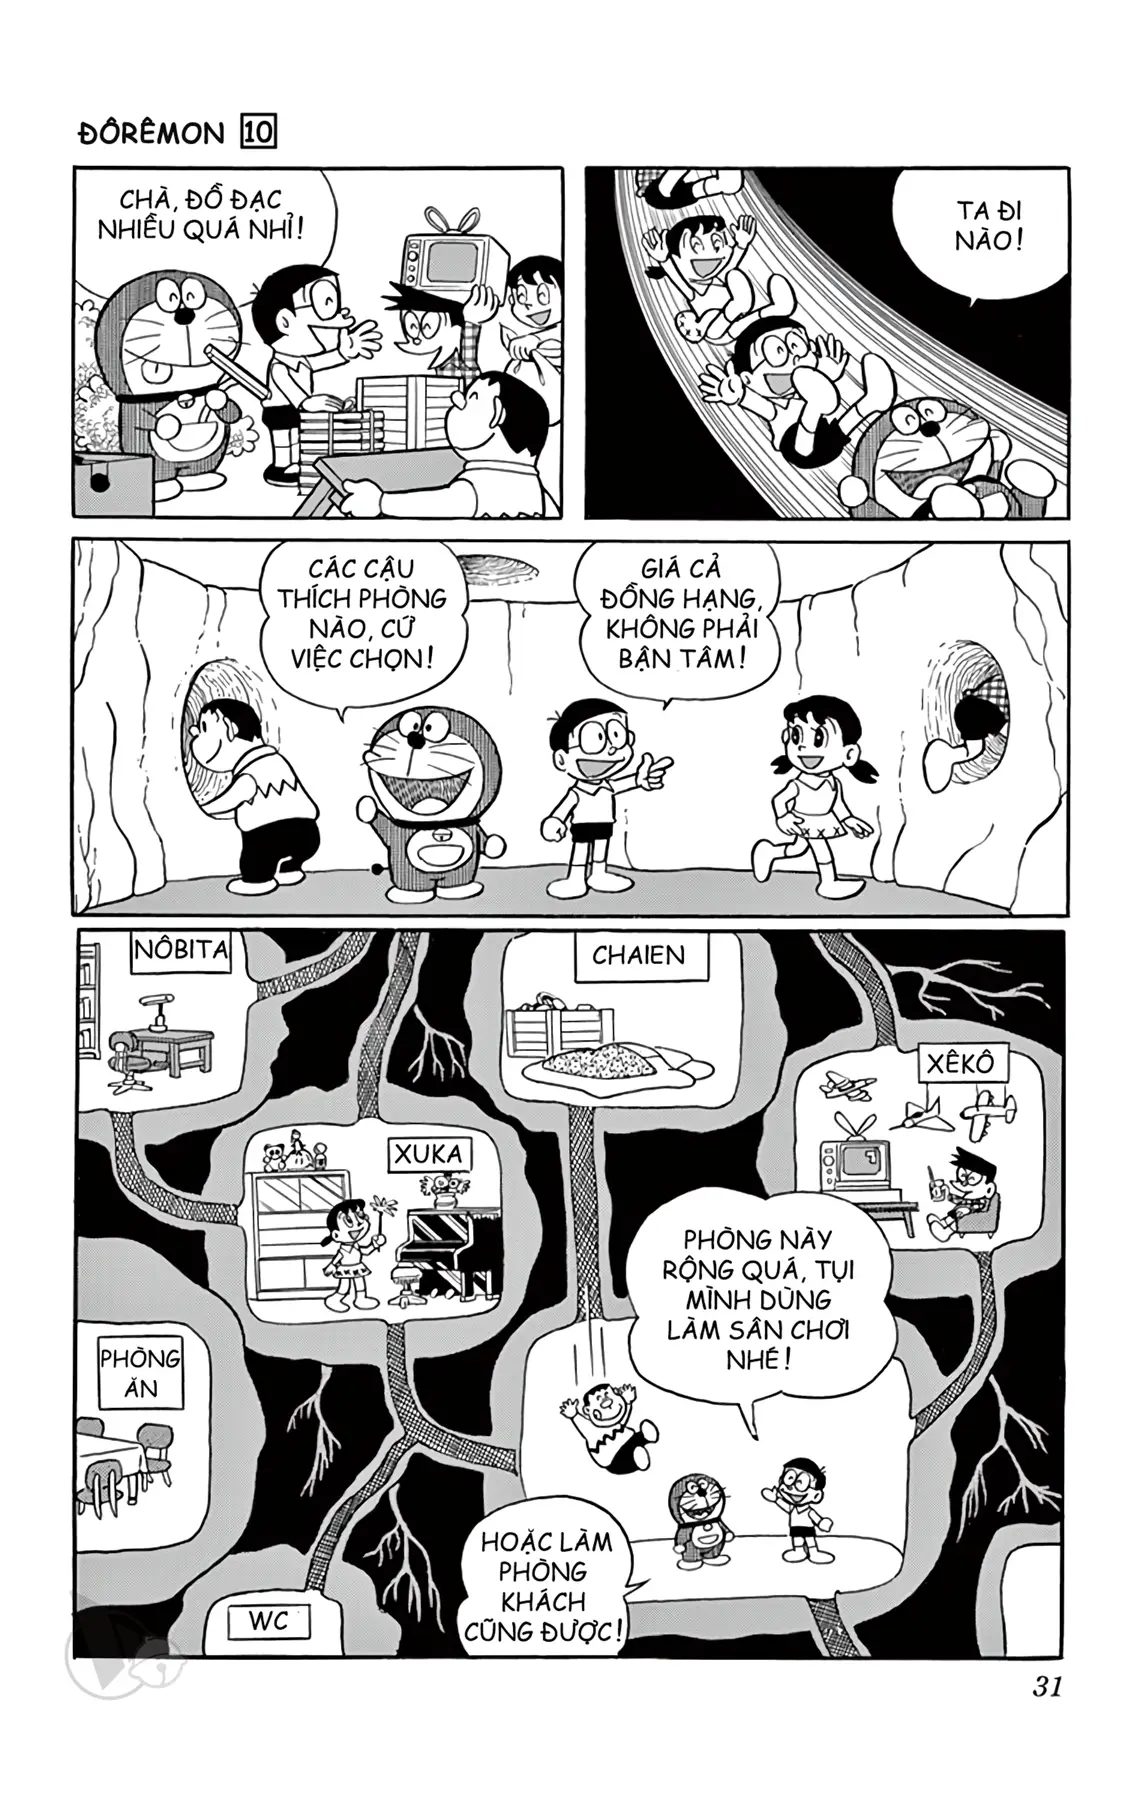 ĐÔRÊMON 10
CHÀ, ĐỒ ĐẠC
NHIỀU QUÁ NHỈ!
TA ĐI
NÀO!
CÁC CẬU
THÍCH PHÒNG
NÀO, CỨ
VIỆC CHỌN!
GIÁ CẢ
ĐỒNG HẠNG,
KHÔNG PHẢI
BẬN TÂM!
NÔBITA
CHAIEN
XÊKÔ
XUKA
PHÒNG NÀY
RỘNG QUÁ, TỤI
MÌNH DÙNG
LÀM SÂN CHƠI
NHÉ!
PHÒNG
ĂN
HOẶC LÀM
PHÒNG
KHÁCH
CŨNG ĐƯỢC!
WC
31